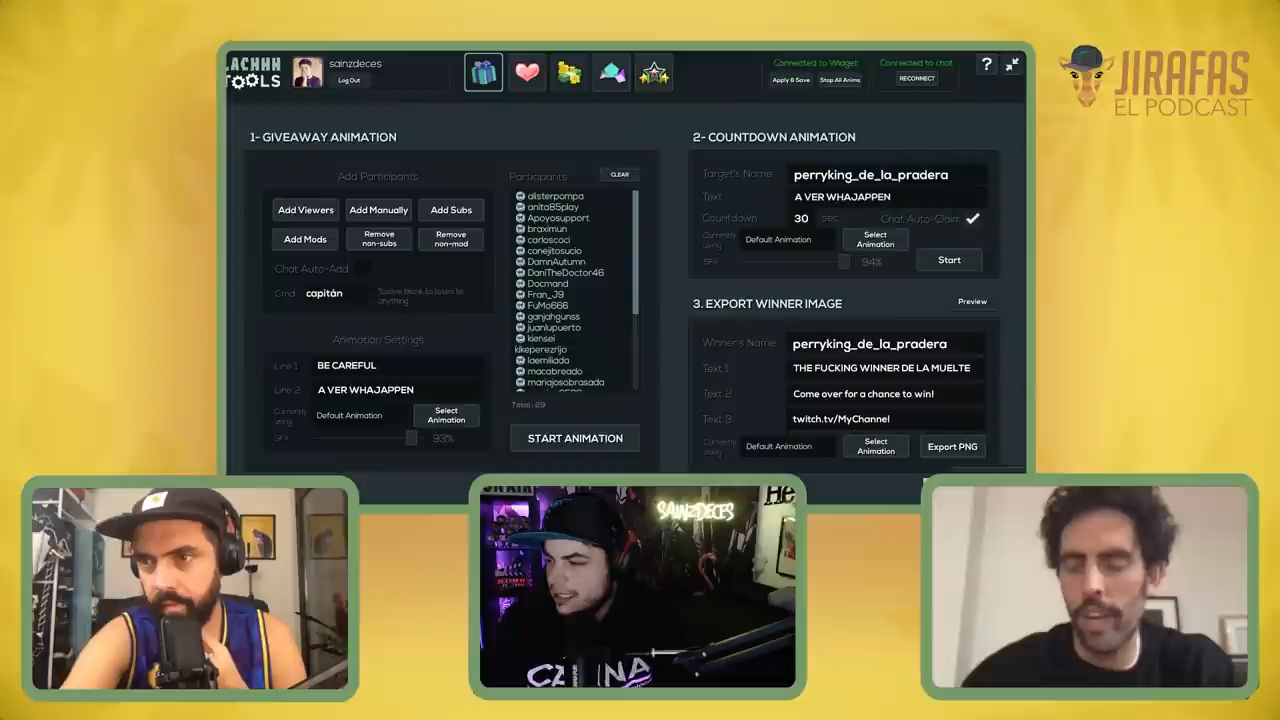 LACHHH
TOOLS
sainzdeces
Log Out
Connected to Widget
Apply & Save
Stop All Anims
Connected to chat
RECONNECT
?
JIRAFAS
EL PODCAST
1- GIVEAWAY ANIMATION
Add Participants
Add Viewers
Add Manually
Add Subs
Add Mods
Remove
non-subs
Remove
non-mod
Chat Auto-Add
Cmd
capitán
*Leave blank to listen to
anything
Participants
CLEAR
alisterpompa
anita85play
Apoyosupport
braximun
carloscoci
conejitosucio
DamnAutumn
DaniTheDoctor46
Docmand
Fran_J9
FuMo666
ganjahgunss
juanlupuerto
kiensei
kikeperezrijo
laemiliada
macabreado
mariajosobrasada
Total : 29
START ANIMATION
Animation Settings
Line 1
BE CAREFUL
Line 2
A VER WHAJAPPEN
Currently
using
Default Animation
Select
Animation
SFX
93%
2- COUNTDOWN ANIMATION
Target's Name
perryking_de_la_pradera
Text
A VER WHAJAPPEN
Countdown
30
sec
Chat Auto-Claim
Currently
using
Default Animation
Select
Animation
SFX
94%
Start
3. EXPORT WINNER IMAGE
Preview
Winner's Name
perryking_de_la_pradera
Text 1
THE FUCKING WINNER DE LA MUELTE
Text 2
Come over for a chance to win!
Text 3
twitch.tv/MyChannel
Currently
using
Default Animation
Select
Animation
Export PNG
SAINZDECES
He